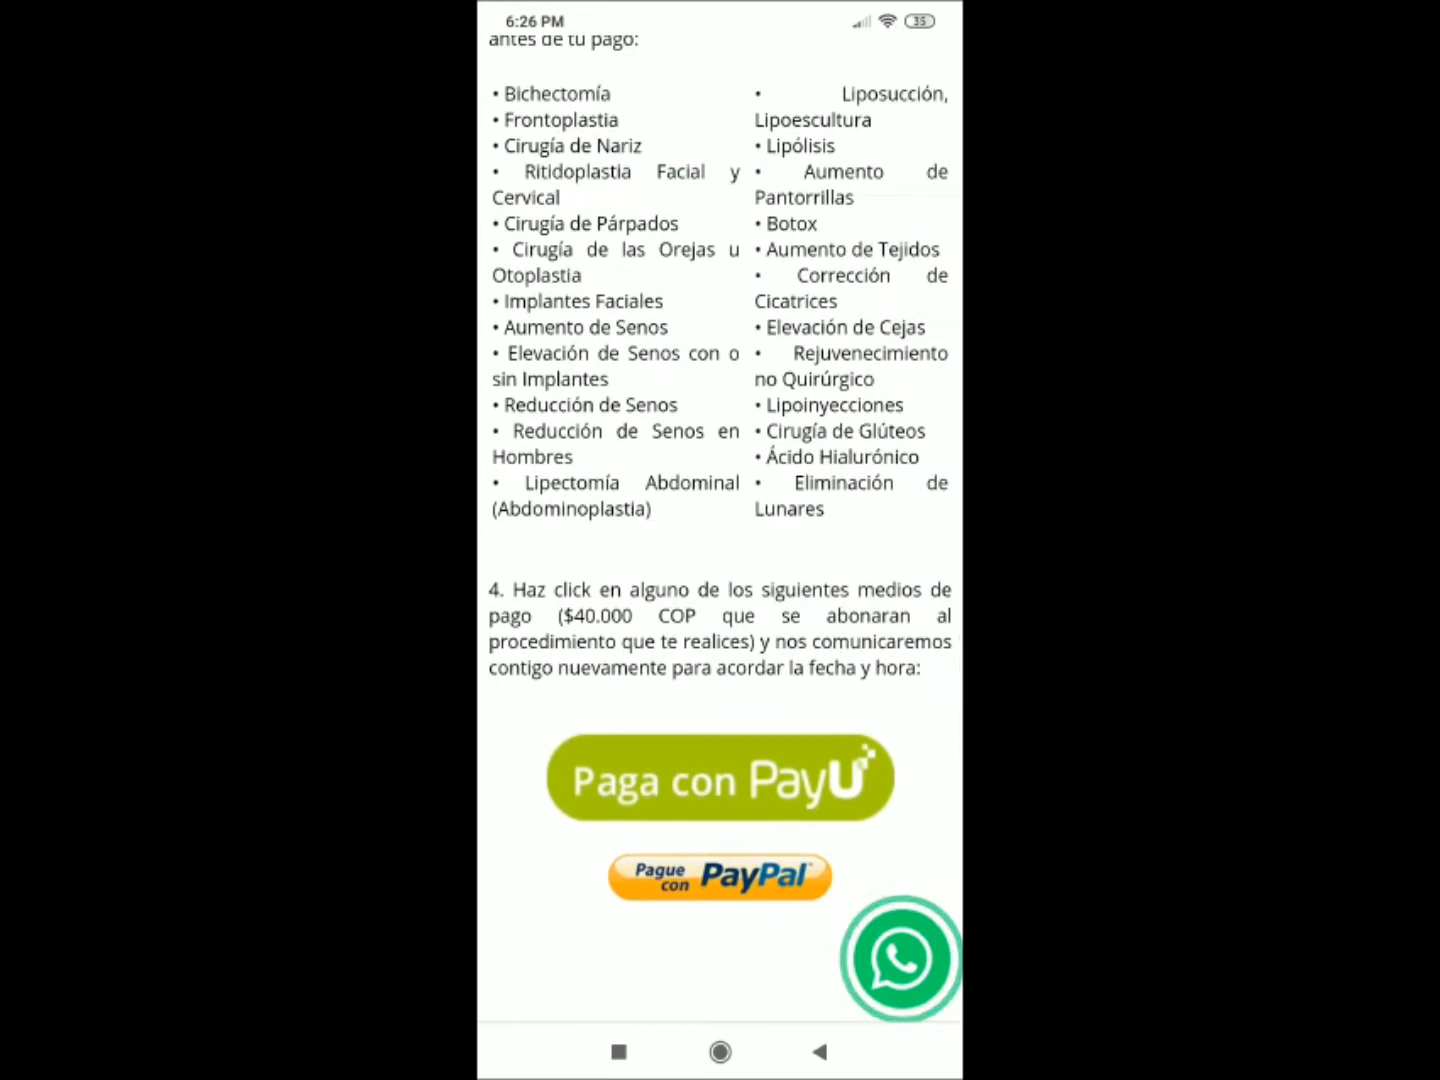 6:26 PM
35
antes de tu pago:
• Bichectomía
• Frontoplastia
• Cirugía de Nariz
• Ritidoplastia Facial y
Cervical
• Cirugía de Párpados
• Cirugía de las Orejas u
Otoplastia
• Implantes Faciales
• Aumento de Senos
• Elevación de Senos con o
sin Implantes
• Reducción de Senos
• Reducción de Senos en
Hombres
• Lipectomía Abdominal
(Abdominoplastia)
• Liposucción,
Lipoescultura
• Lipólisis
• Aumento de
Pantorrillas
• Botox
• Aumento de Tejidos
• Corrección de
Cicatrices
• Elevación de Cejas
• Rejuvenecimiento
no Quirúrgico
• Lipoinyecciones
• Cirugía de Glúteos
• Ácido Hialurónico
• Eliminación de
Lunares
4. Haz click en alguno de los siguientes medios de
pago ($40.000 COP que se abonaran al
procedimiento que te realices) y nos comunicaremos
contigo nuevamente para acordar la fecha y hora:
Paga con PayU
Pague
con PayPal